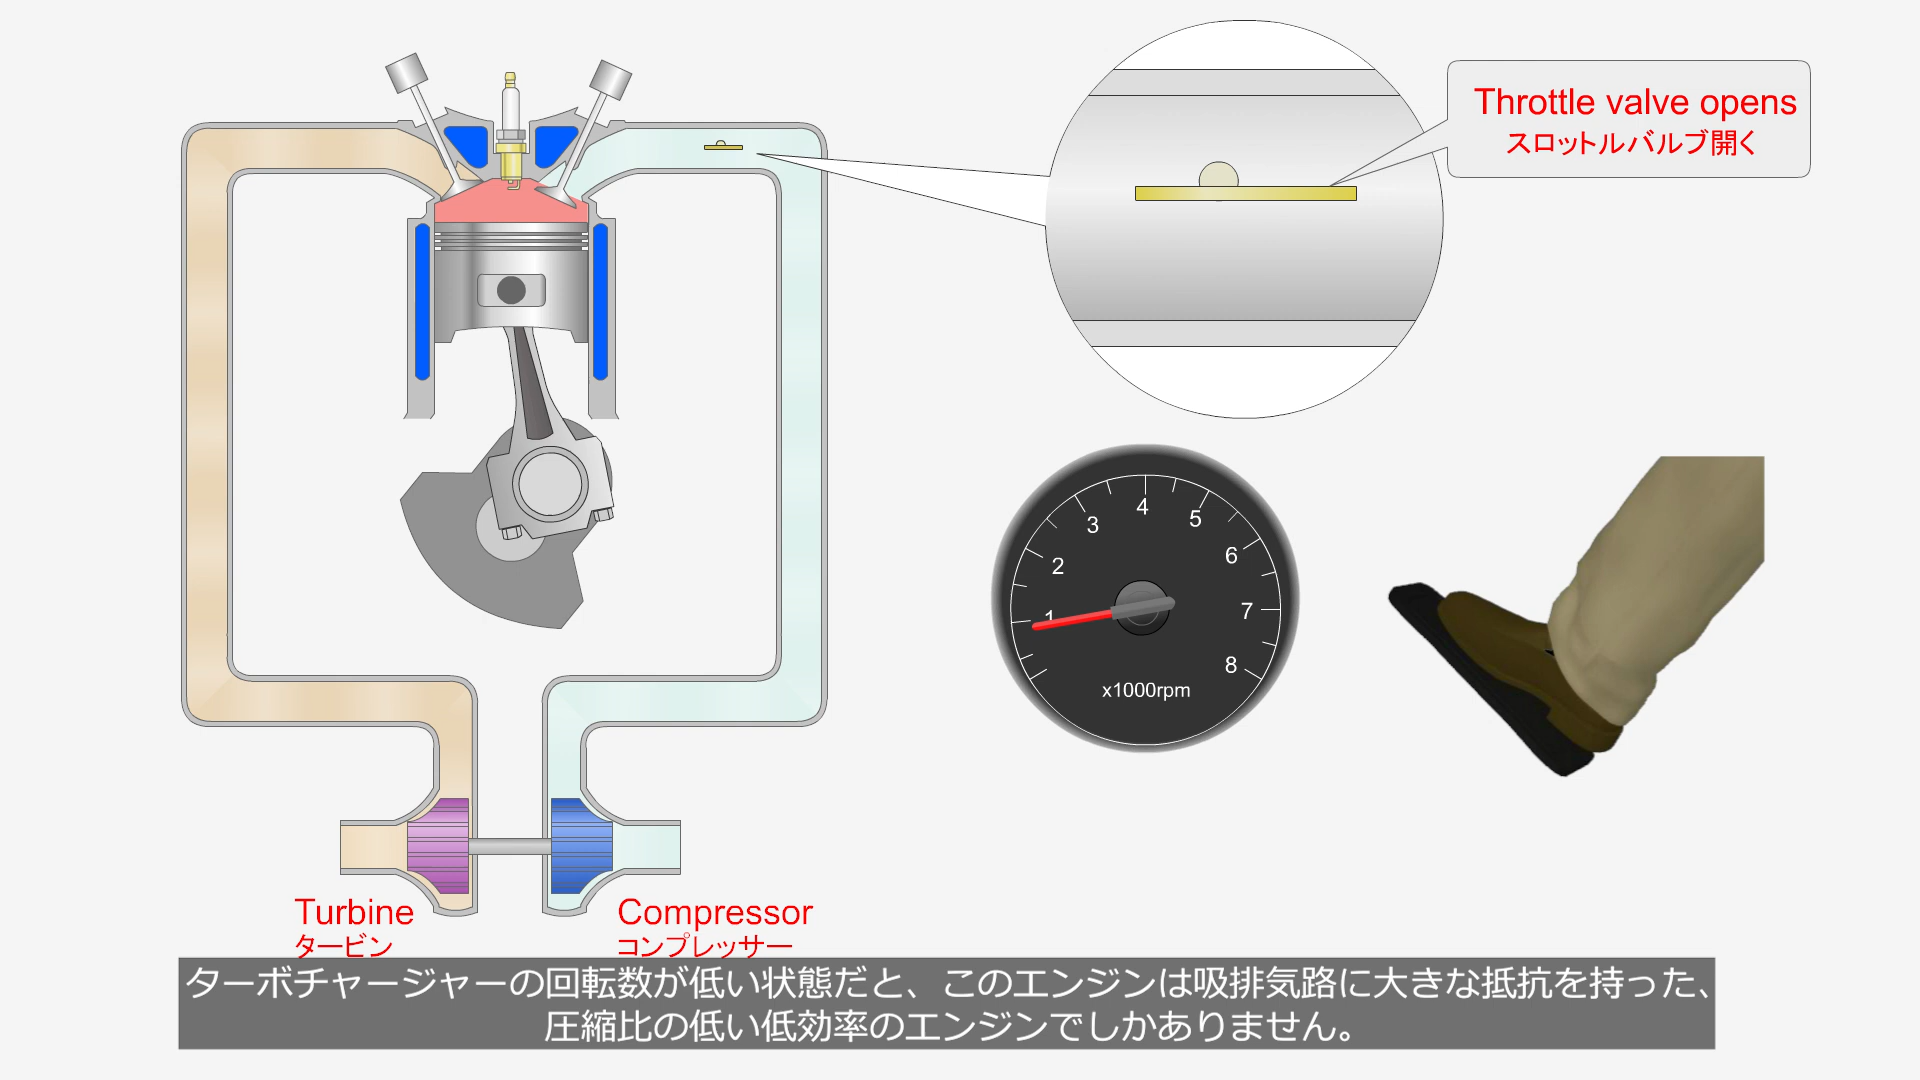 Throttle valve opens
スロットルバルブ開く
1
2
3
4
5
6
7
8
x1000rpm
Turbine
タービン
Compressor
コンプレッサー
ターボチャージャーの回転数が低い状態だと、このエンジンは吸排気路に大きな抵抗を持った、
圧縮比の低い低効率のエンジンでしかありません。